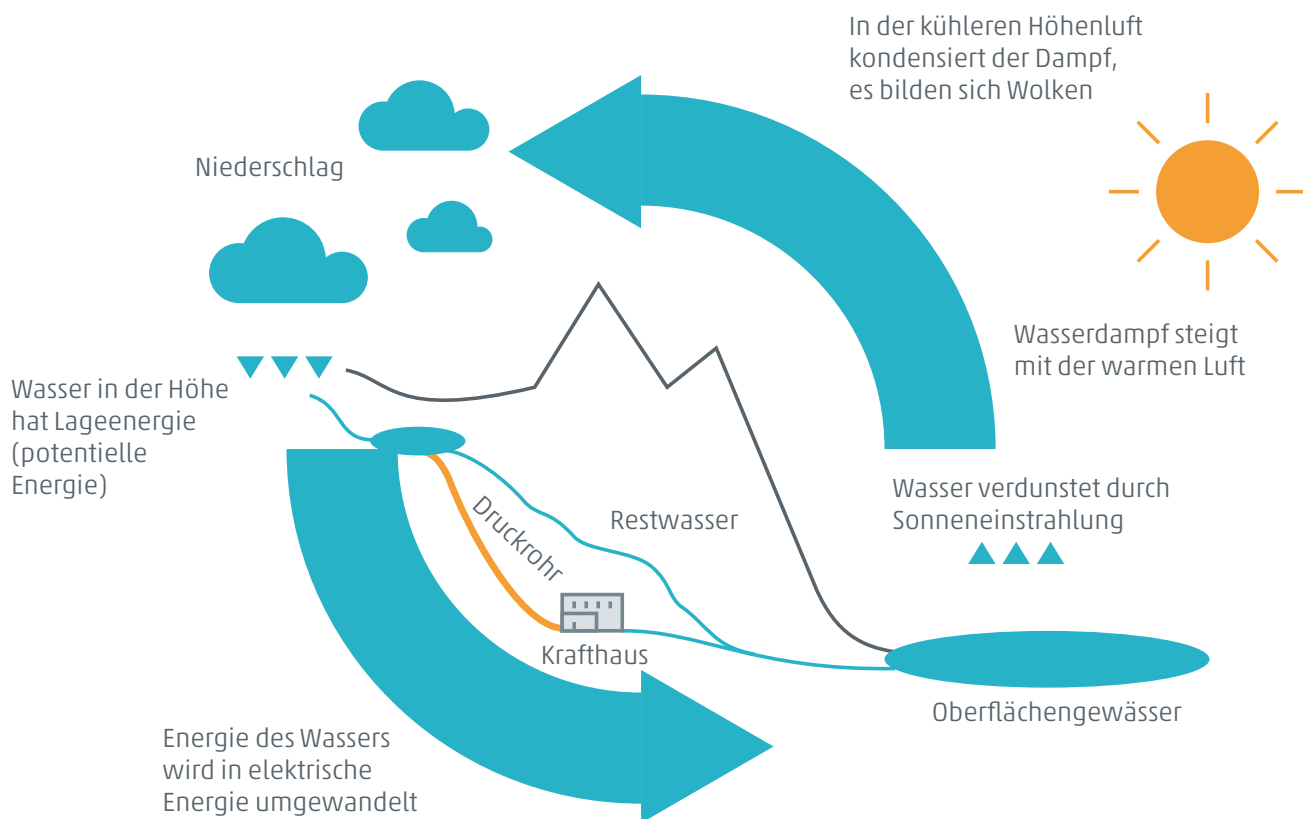 In der kühleren Höhenluft
kondensiert der Dampf,
es bilden sich Wolken
Niederschlag
Wasserdampf steigt
mit der warmen Luft
Wasser in der Höhe
hat Lageenergie
(potentielle
Energie)
Wasser verdunstet durch
Sonneneinstrahlung
Druckrohr
Restwasser
Krafthaus
Oberflächengewässer
Energie des Wassers
wird in elektrische
Energie umgewandelt